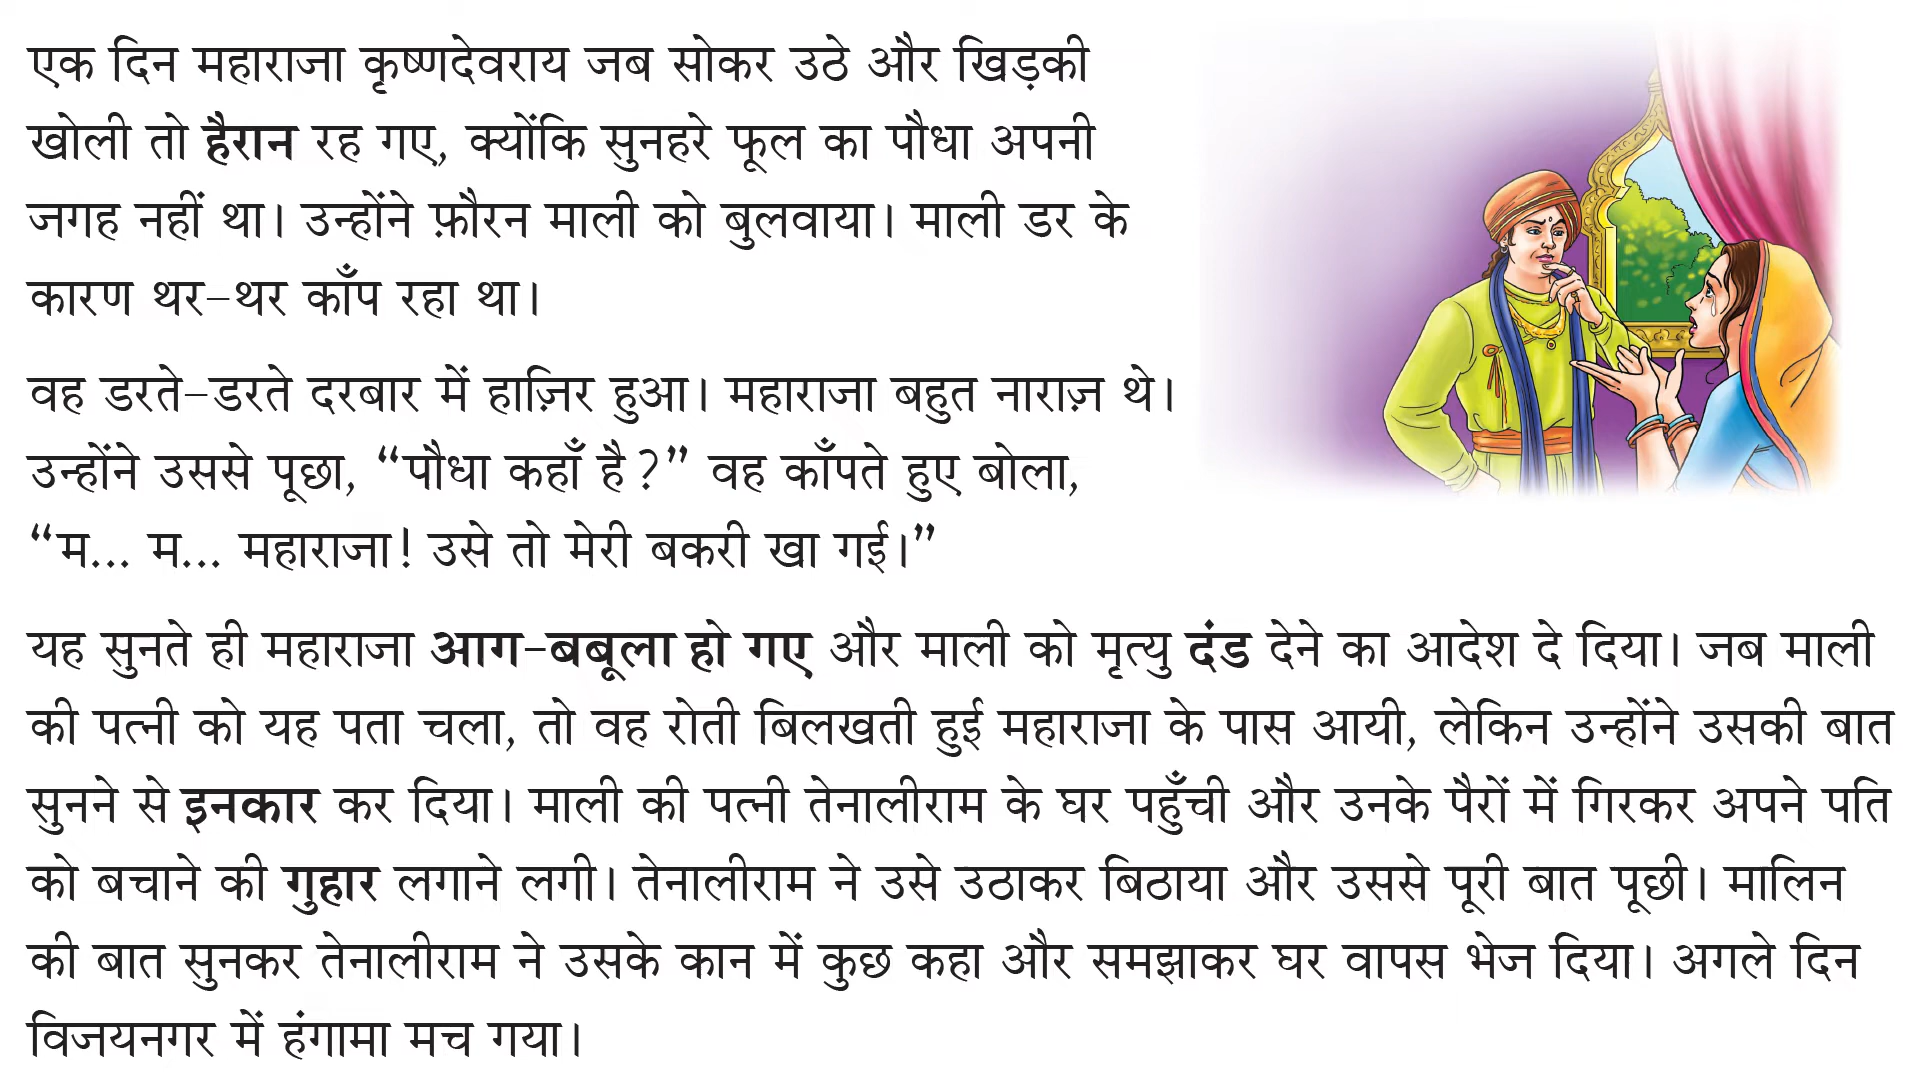 एक दिन महाराजा कृष्णदेवराय जब सोकर उठे और खिड़की
खोली तो हैरान रह गए, क्योंकि सुनहरे फूल का पौधा अपनी
जगह नहीं था। उन्होंने फ़ौरन माली को बुलवाया। माली डर के
कारण थर-थर काँप रहा था।
वह डरते-डरते दरबार में हाज़िर हुआ। महाराजा बहुत नाराज़ थे।
उन्होंने उससे पूछा, “पौधा कहाँ है?” वह काँपते हुए बोला,
“म... म... महाराजा! उसे तो मेरी बकरी खा गई।”
यह सुनते ही महाराजा आग-बबूला हो गए और माली को मृत्यु दंड देने का आदेश दे दिया। जब माली
की पत्नी को यह पता चला, तो वह रोती बिलखती हुई महाराजा के पास आयी, लेकिन उन्होंने उसकी बात
सुनने से इनकार कर दिया। माली की पत्नी तेनालीराम के घर पहुँची और उनके पैरों में गिरकर अपने पति
को बचाने की गुहार लगाने लगी। तेनालीराम ने उसे उठाकर बिठाया और उससे पूरी बात पूछी। मालिन
की बात सुनकर तेनालीराम ने उसके कान में कुछ कहा और समझाकर घर वापस भेज दिया। अगले दिन
विजयनगर में हंगामा मच गया।